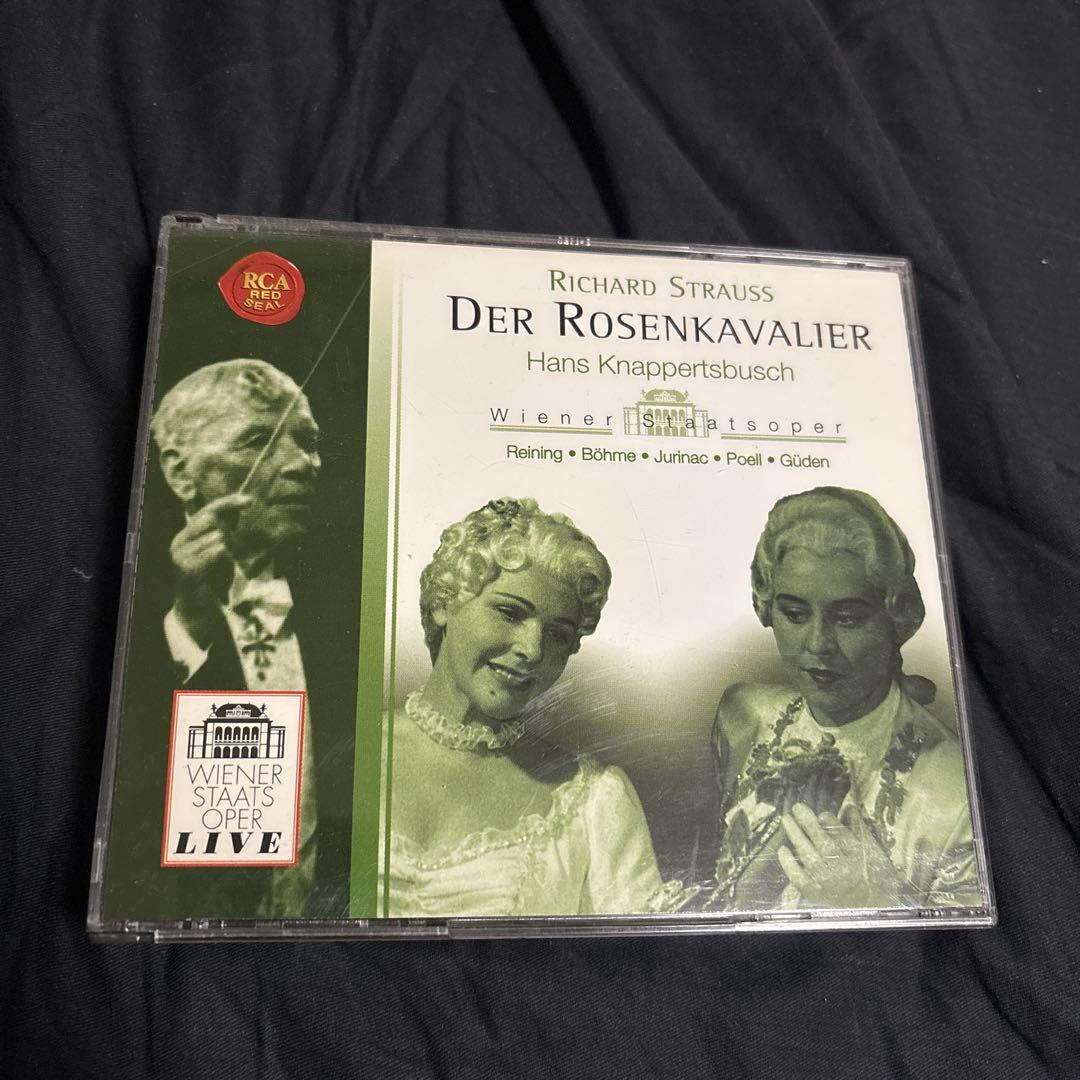 RCA
RED
SEAL
RICHARD STRAUSS
DER ROSENKAVALIER
Hans Knappertsbusch
Wiener Staatsoper
Reining • Böhme • Jurinac • Poell • Güden
WIENER
STAATS
OPER
LIVE